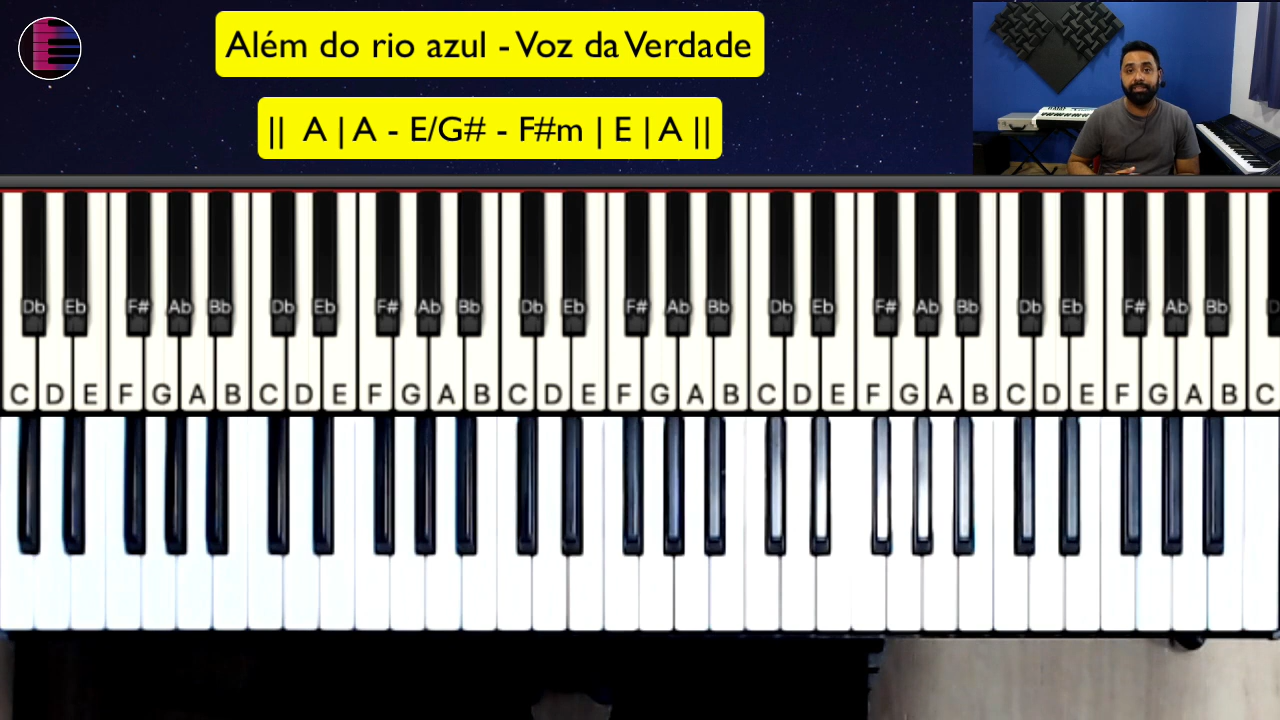 Além do rio azul - Voz da Verdade
|| A | A - E/G# - F#m | E | A ||
Db Eb F# Ab Bb Db Eb F# Ab Bb Db Eb F# Ab Bb Db Eb F# Ab Bb Db Eb F# Ab Bb D
C D E F G A B C D E F G A B C D E F G A B C D E F G A B C D E F G A B C